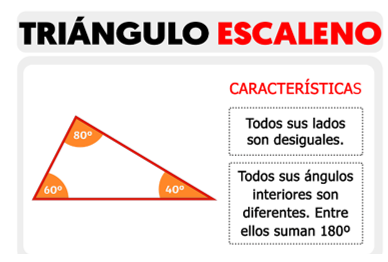 TRIÁNGULO ESCALENO
CARACTERÍSTICAS
Todos sus lados
son desiguales.
80º
Todos sus ángulos
interiores son
diferentes. Entre
ellos suman 180º
60º
40º